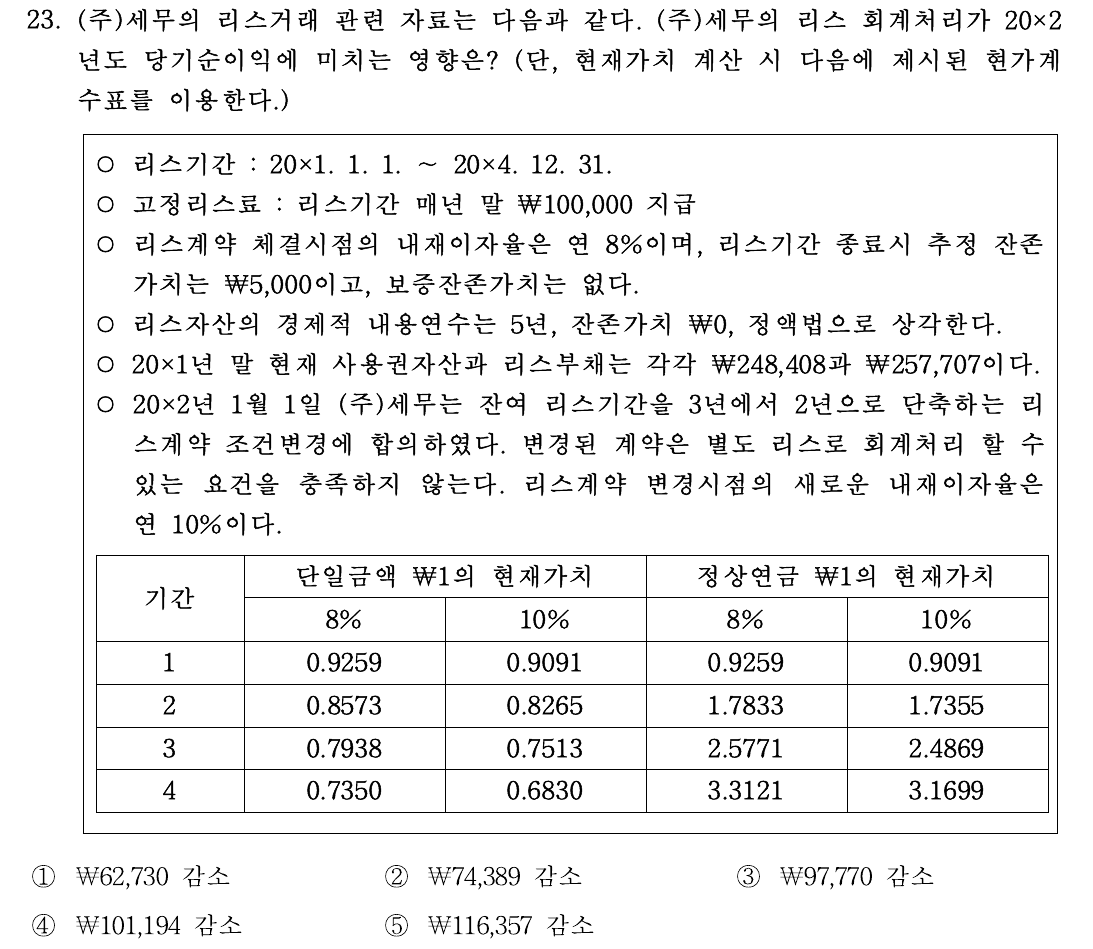 23. (주)세무의 리스거래 관련 자료는 다음과 같다. (주)세무의 리스 회계처리가 20×2
년도 당기순이익에 미치는 영향은? (단, 현재가치 계산 시 다음에 제시된 현가계
수표를 이용한다.)
○ 리스기간 : 20×1. 1. 1. ~ 20×4. 12. 31.
○ 고정리스료 : 리스기간 매년 말 ₩100,000 지급
○ 리스계약 체결시점의 내재이자율은 연 8%이며, 리스기간 종료시 추정 잔존
가치는 ₩5,000이고, 보증잔존가치는 없다.
○ 리스자산의 경제적 내용연수는 5년, 잔존가치 ₩0, 정액법으로 상각한다.
○ 20×1년 말 현재 사용권자산과 리스부채는 각각 ₩248,408과 ₩257,707이다.
○ 20×2년 1월 1일 (주)세무는 잔여 리스기간을 3년에서 2년으로 단축하는 리
스계약 조건변경에 합의하였다. 변경된 계약은 별도 리스로 회계처리 할 수
있는 요건을 충족하지 않는다. 리스계약 변경시점의 새로운 내재이자율은
연 10%이다.
기간 단일금액 ₩1의 현재가치 정상연금 ₩1의 현재가치
8% 10% 8% 10%
1 0.9259 0.9091 0.9259 0.9091
2 0.8573 0.8265 1.7833 1.7355
3 0.7938 0.7513 2.5771 2.4869
4 0.7350 0.6830 3.3121 3.1699
① ₩62,730 감소 ② ₩74,389 감소 ③ ₩97,770 감소
④ ₩101,194 감소 ⑤ ₩116,357 감소